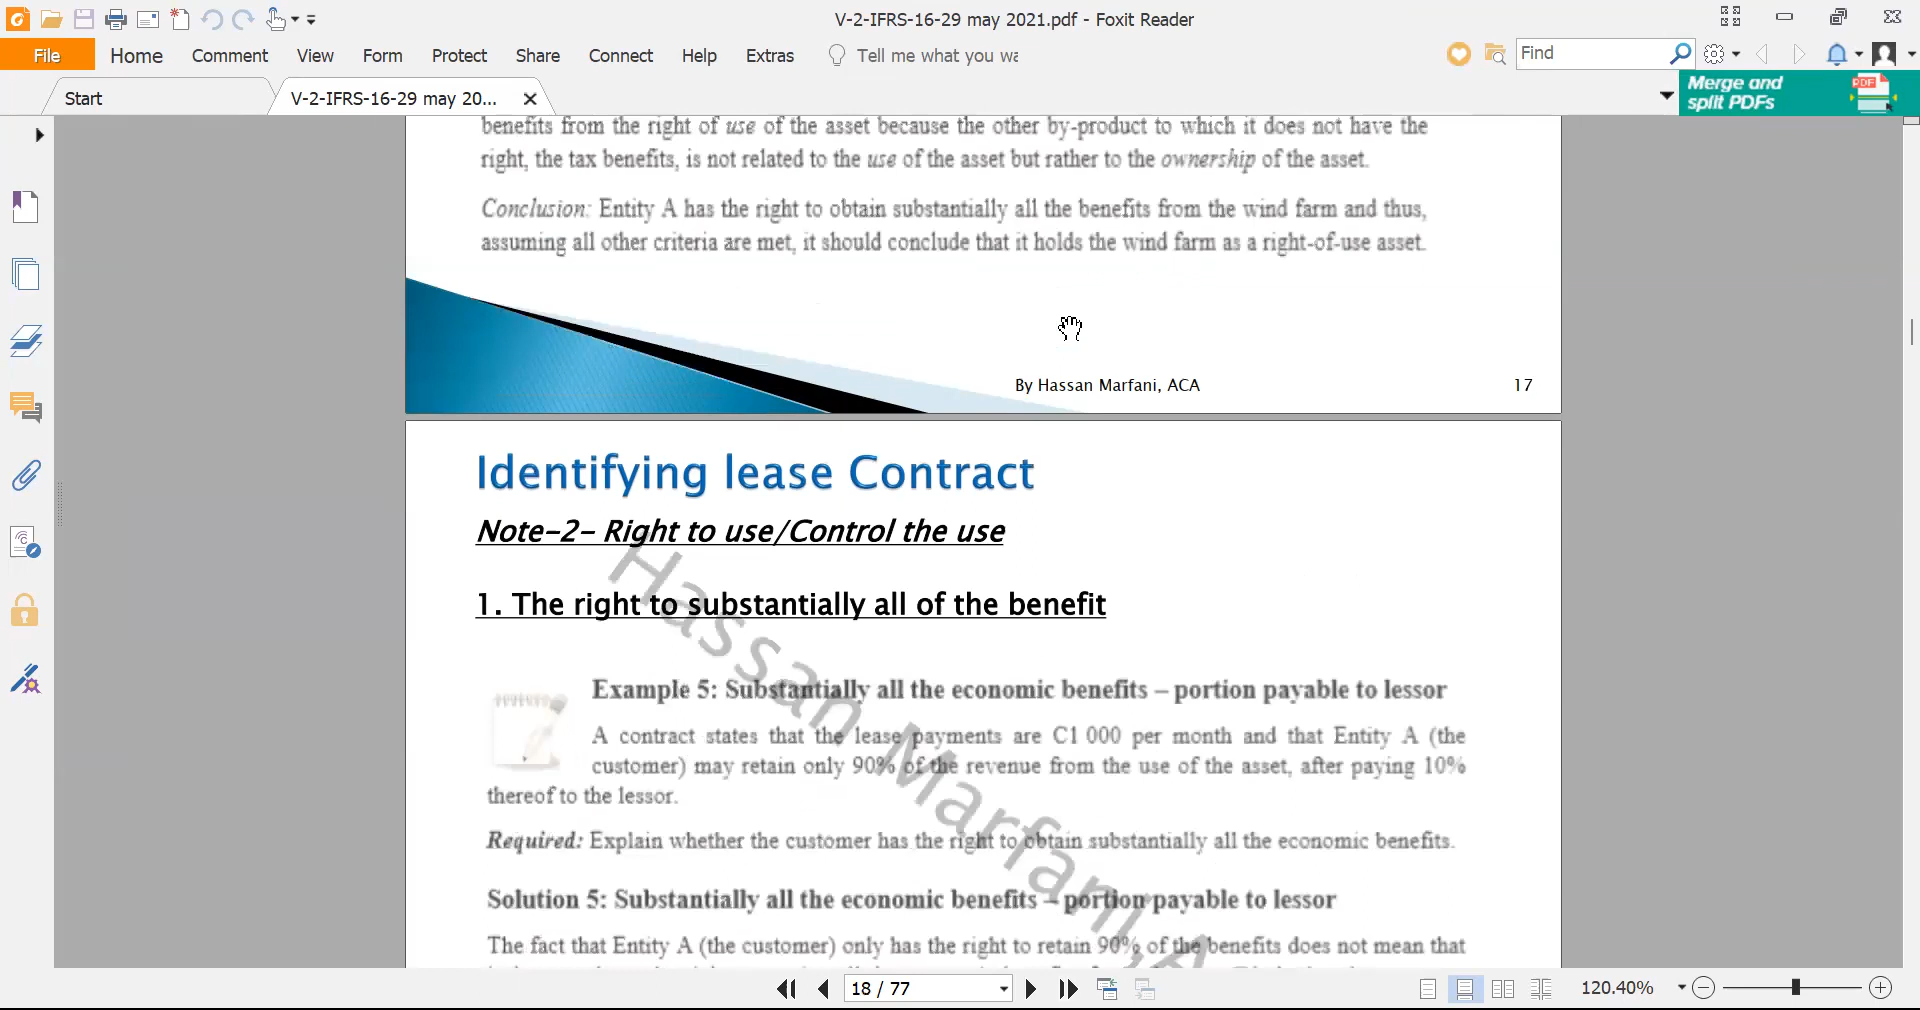 V-2-IFRS-16-29 may 2021.pdf - Foxit Reader
File Home Comment View Form Protect Share Connect Help Extras Tell me what you wa Find
Start V-2-IFRS-16-29 may 20... Merge and
split PDFs
benefits from the right of use of the asset because the other by-product to which it does not have the
right, the tax benefits, is not related to the use of the asset but rather to the ownership of the asset.
Conclusion: Entity A has the right to obtain substantially all the benefits from the wind farm and thus,
assuming all other criteria are met, it should conclude that it holds the wind farm as a right-of-use asset.
By Hassan Marfani, ACA 17
Identifying lease Contract
Note-2- Right to use/Control the use
1. The right to substantially all of the benefit
Example 5: Substantially all the economic benefits – portion payable to lessor
A contract states that the lease payments are C1 000 per month and that Entity A (the
customer) may retain only 90% of the revenue from the use of the asset, after paying 10%
thereof to the lessor.
Required: Explain whether the customer has the right to obtain substantially all the economic benefits.
Solution 5: Substantially all the economic benefits – portion payable to lessor
The fact that Entity A (the customer) only has the right to retain 90% of the benefits does not mean that
Hassan Marfani, A
18 / 77 120.40%